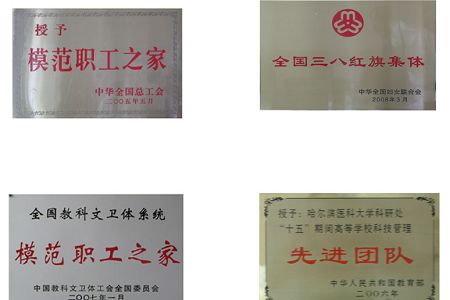 授予
模范职工之家
中华全国总工会
二〇〇五年五月
全国三八红旗集体
中华全国妇女联合会
2008年3月
全国教科文卫体系统
模范职工之家
中国教科文卫体工会全国委员会
二〇〇七年一月
授予：哈尔滨医科大学科研处
“十五”期间高等学校科技管理
先进团队
中华人民共和国教育部
二〇〇六年